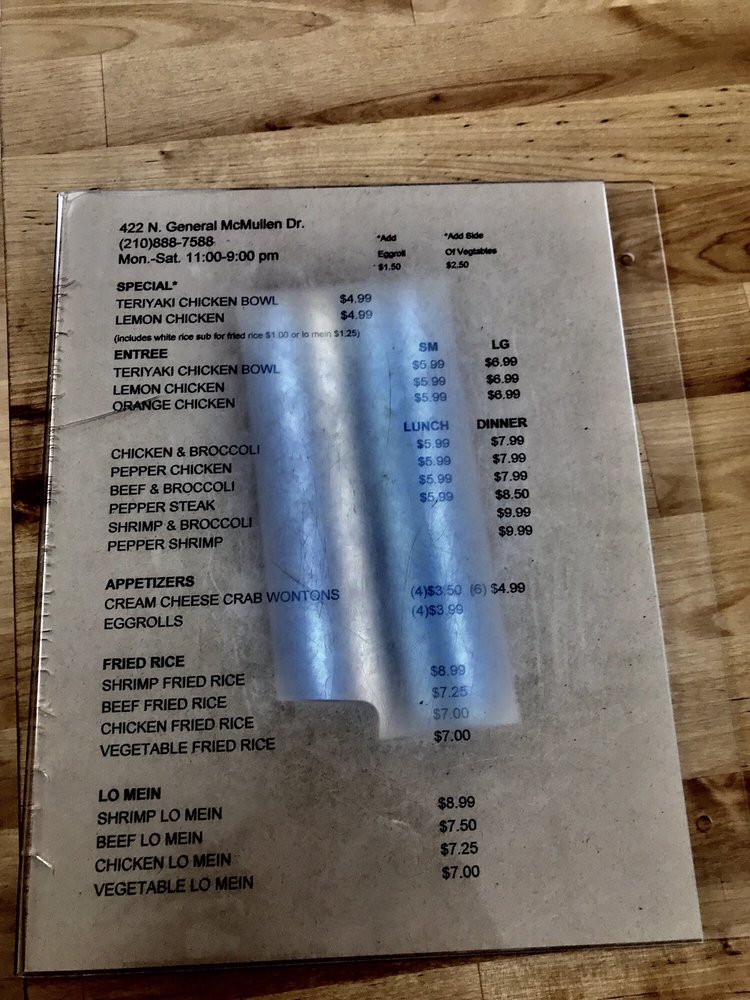 422 N. General McMullen Dr.
(210)888-7588
Mon.-Sat. 11:00-9:00 pm
*Add Eggroll $1.50
*Add Side Of Vegtables $2.50
SPECIAL*
TERIYAKI CHICKEN BOWL $4.99
LEMON CHICKEN $4.99
(includes white rice sub for fried rice $1.00 or lo mein $1.25)
ENTREE SM LG
TERIYAKI CHICKEN BOWL $5.99 $6.99
LEMON CHICKEN $5.99 $6.99
ORANGE CHICKEN $5.99 $6.99
LUNCH DINNER
CHICKEN & BROCCOLI $5.99 $7.99
PEPPER CHICKEN $5.99 $7.99
BEEF & BROCCOLI $5.99 $7.99
PEPPER STEAK $5.99 $8.50
SHRIMP & BROCCOLI $9.99
PEPPER SHRIMP $9.99
APPETIZERS
CREAM CHEESE CRAB WONTONS (4)$3.50 (6) $4.99
EGGROLLS (4)$3.99
FRIED RICE
SHRIMP FRIED RICE $8.99
BEEF FRIED RICE $7.25
CHICKEN FRIED RICE $7.00
VEGETABLE FRIED RICE $7.00
LO MEIN
SHRIMP LO MEIN $8.99
BEEF LO MEIN $7.50
CHICKEN LO MEIN $7.25
VEGETABLE LO MEIN $7.00